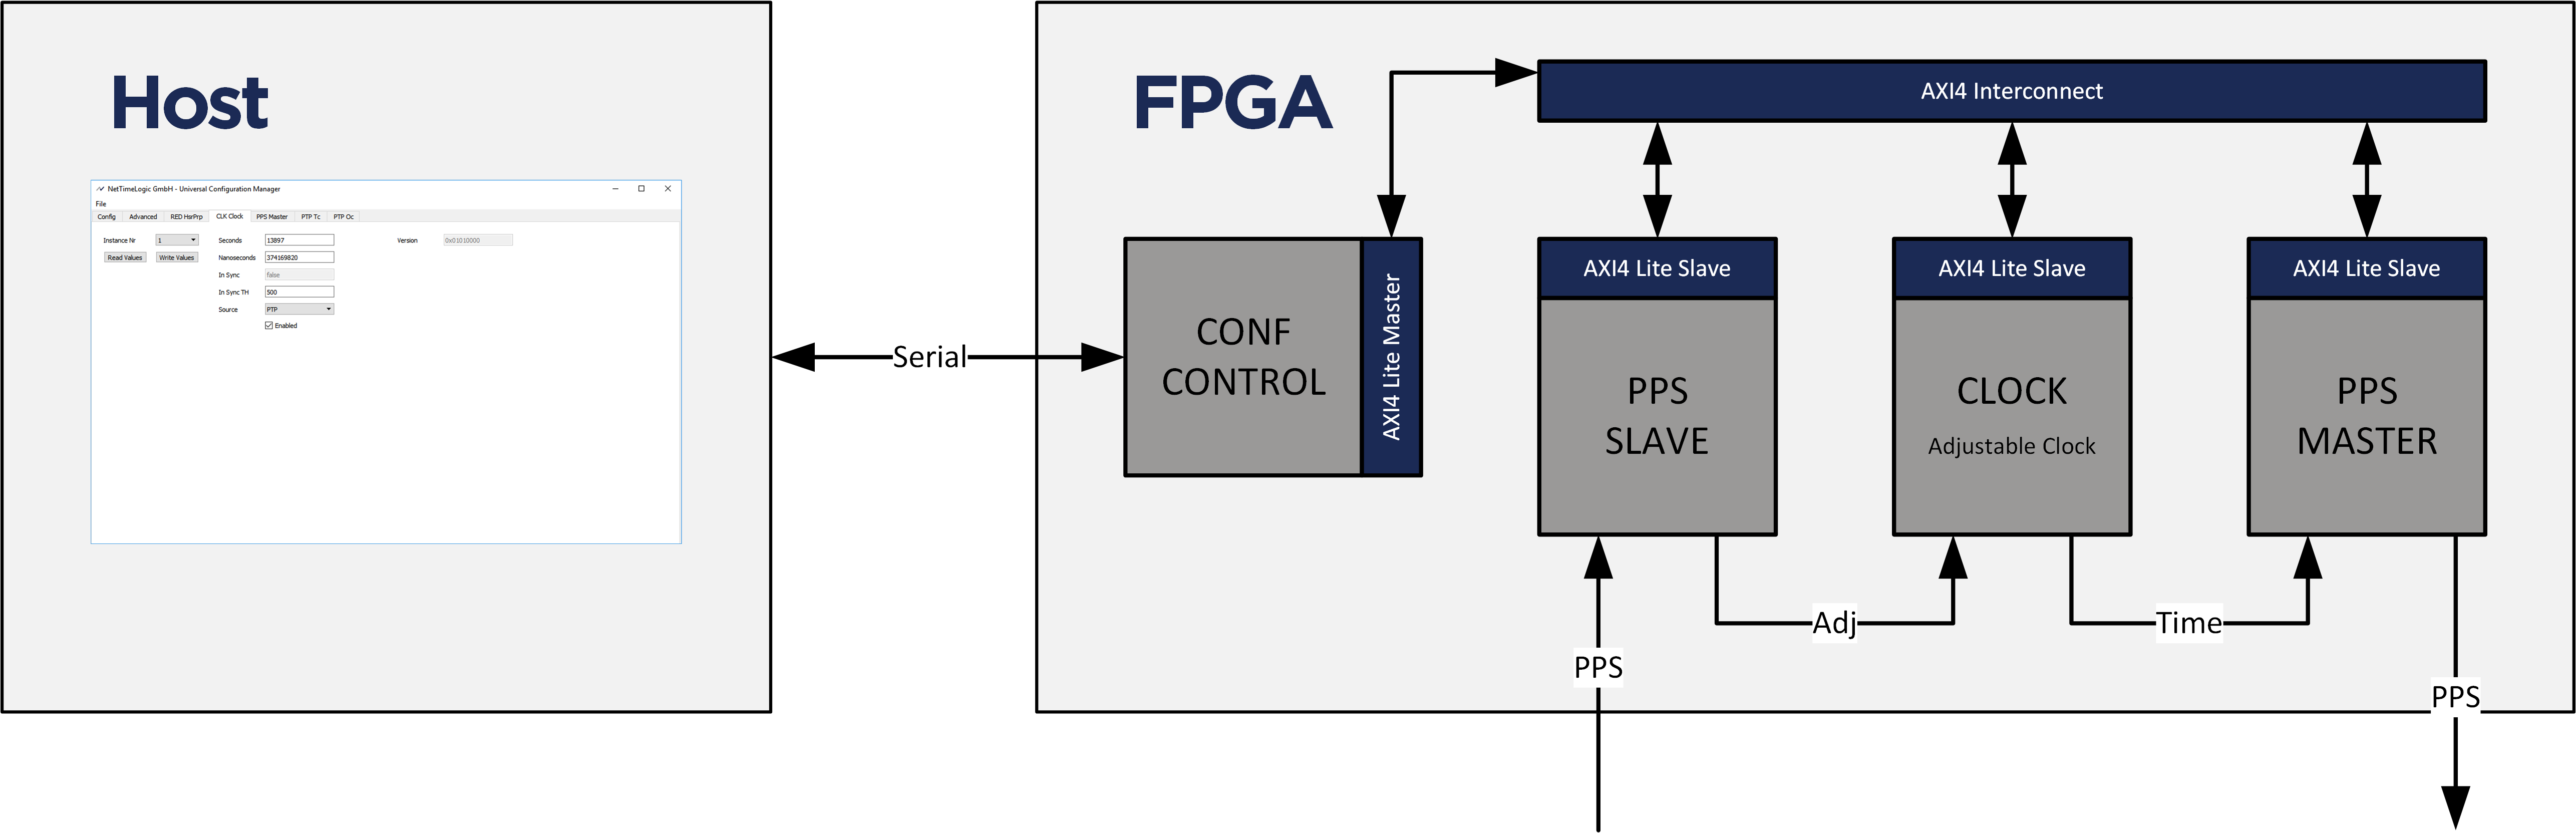 Host
NetTimeLogic GmbH - Universal Configuration Manager
File
Config Advanced RED HsrPrp CLK Clock PPS Master PTP Tc PTP Oc
Instance Nr 1 Seconds 13897 Version 0x01010000
Read Values Write Values Nanoseconds 374169820
In Sync false
In Sync TH 500
Source PTP
Enabled
Serial
FPGA
AXI4 Interconnect
CONF
CONTROL
AXI4 Lite Master
AXI4 Lite Slave
PPS
SLAVE
AXI4 Lite Slave
CLOCK
Adjustable Clock
AXI4 Lite Slave
PPS
MASTER
PPS
Adj
Time
PPS